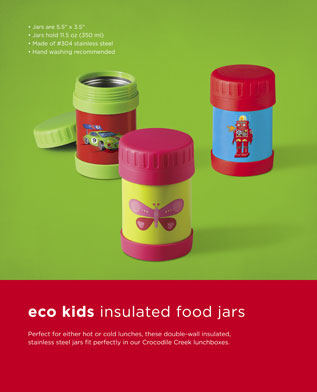 • Jars are 5.5" x 3.5"
• Jars hold 11.5 oz (350 ml)
• Made of #304 stainless steel
• Hand washing recommended
eco kids insulated food jars
Perfect for either hot or cold lunches, these double-wall insulated,
stainless steel jars fit perfectly in our Crocodile Creek lunchboxes.